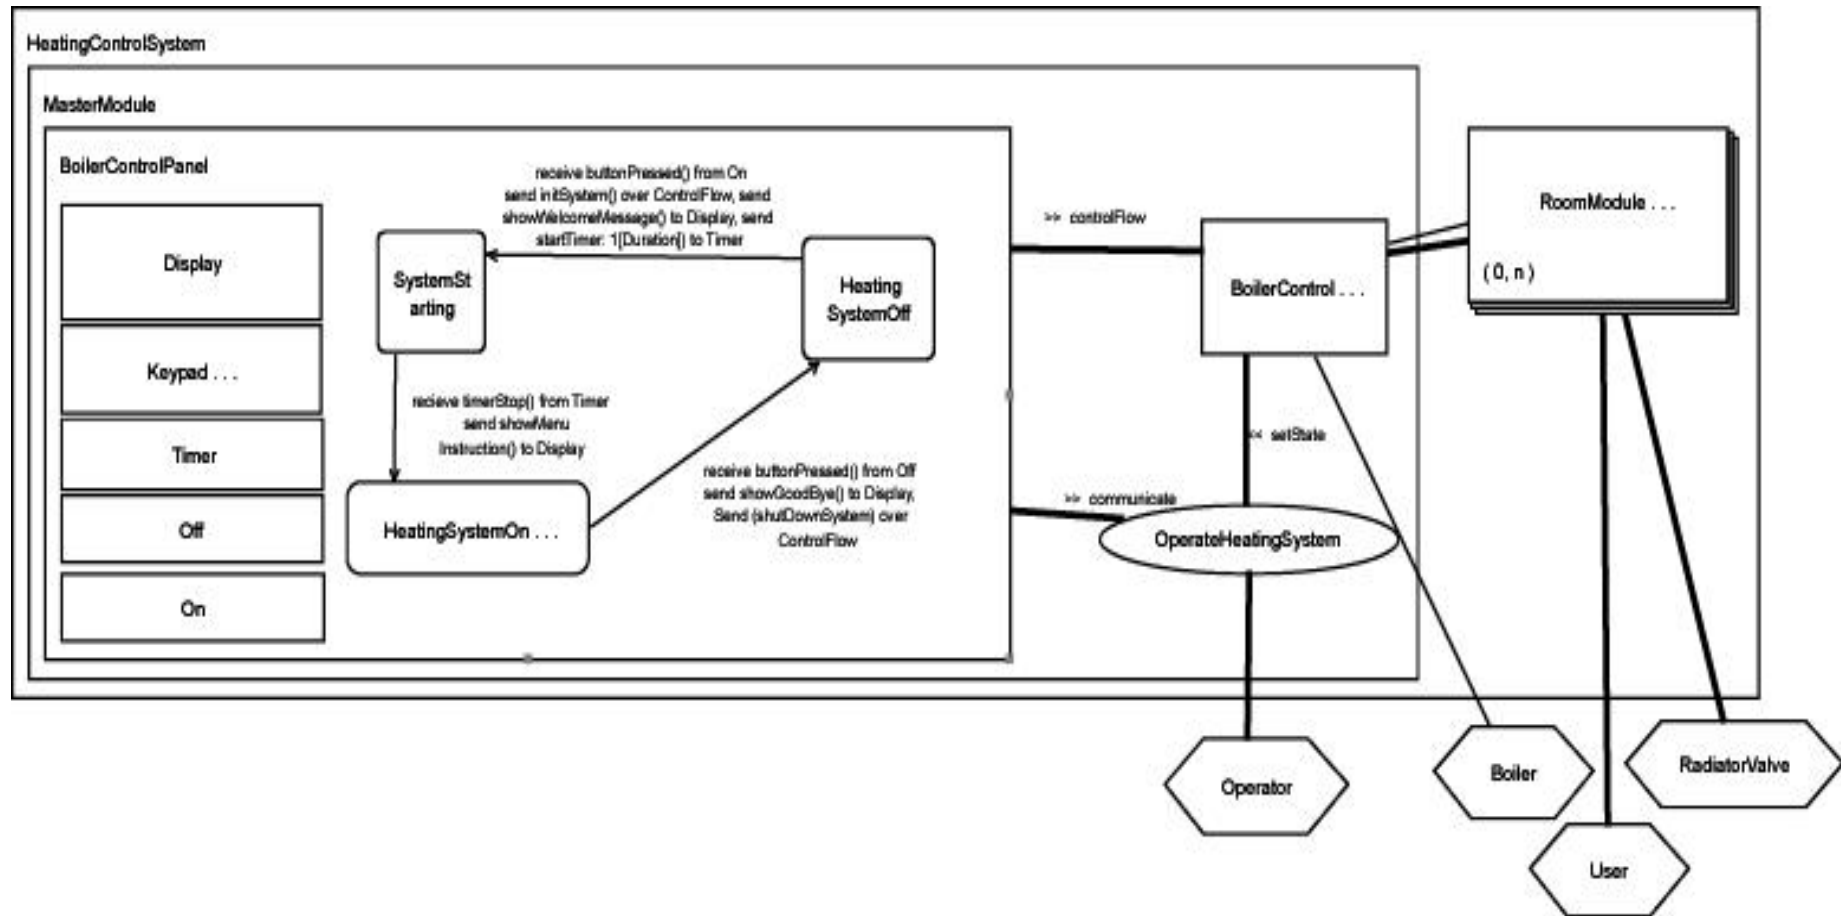 HeatingControlSystem
MasterModule
BoilerControlPanel
Display
Keypad . . .
Timer
Off
On
receive buttonPressed() from On
send initSystem() over ControlFlow, send
showWelcomeMessage() to Display, send
startTimer: 1[Duration]) to Timer
SystemSt
arting
Heating
SystemOff
recieve timerStop() from Timer
send showMenu
Instruction() to Display
HeatingSystemOn . . .
receive buttonPressed() from Off
send showGoodBye() to Display,
Send (shutDownSystem) over
ControlFlow
>> controlFlow
BoilerControl . . .
RoomModule . . .
( 0, n )
<< setState
>> communicate
OperateHeatingSystem
Operator
Boiler
RadiatorValve
User